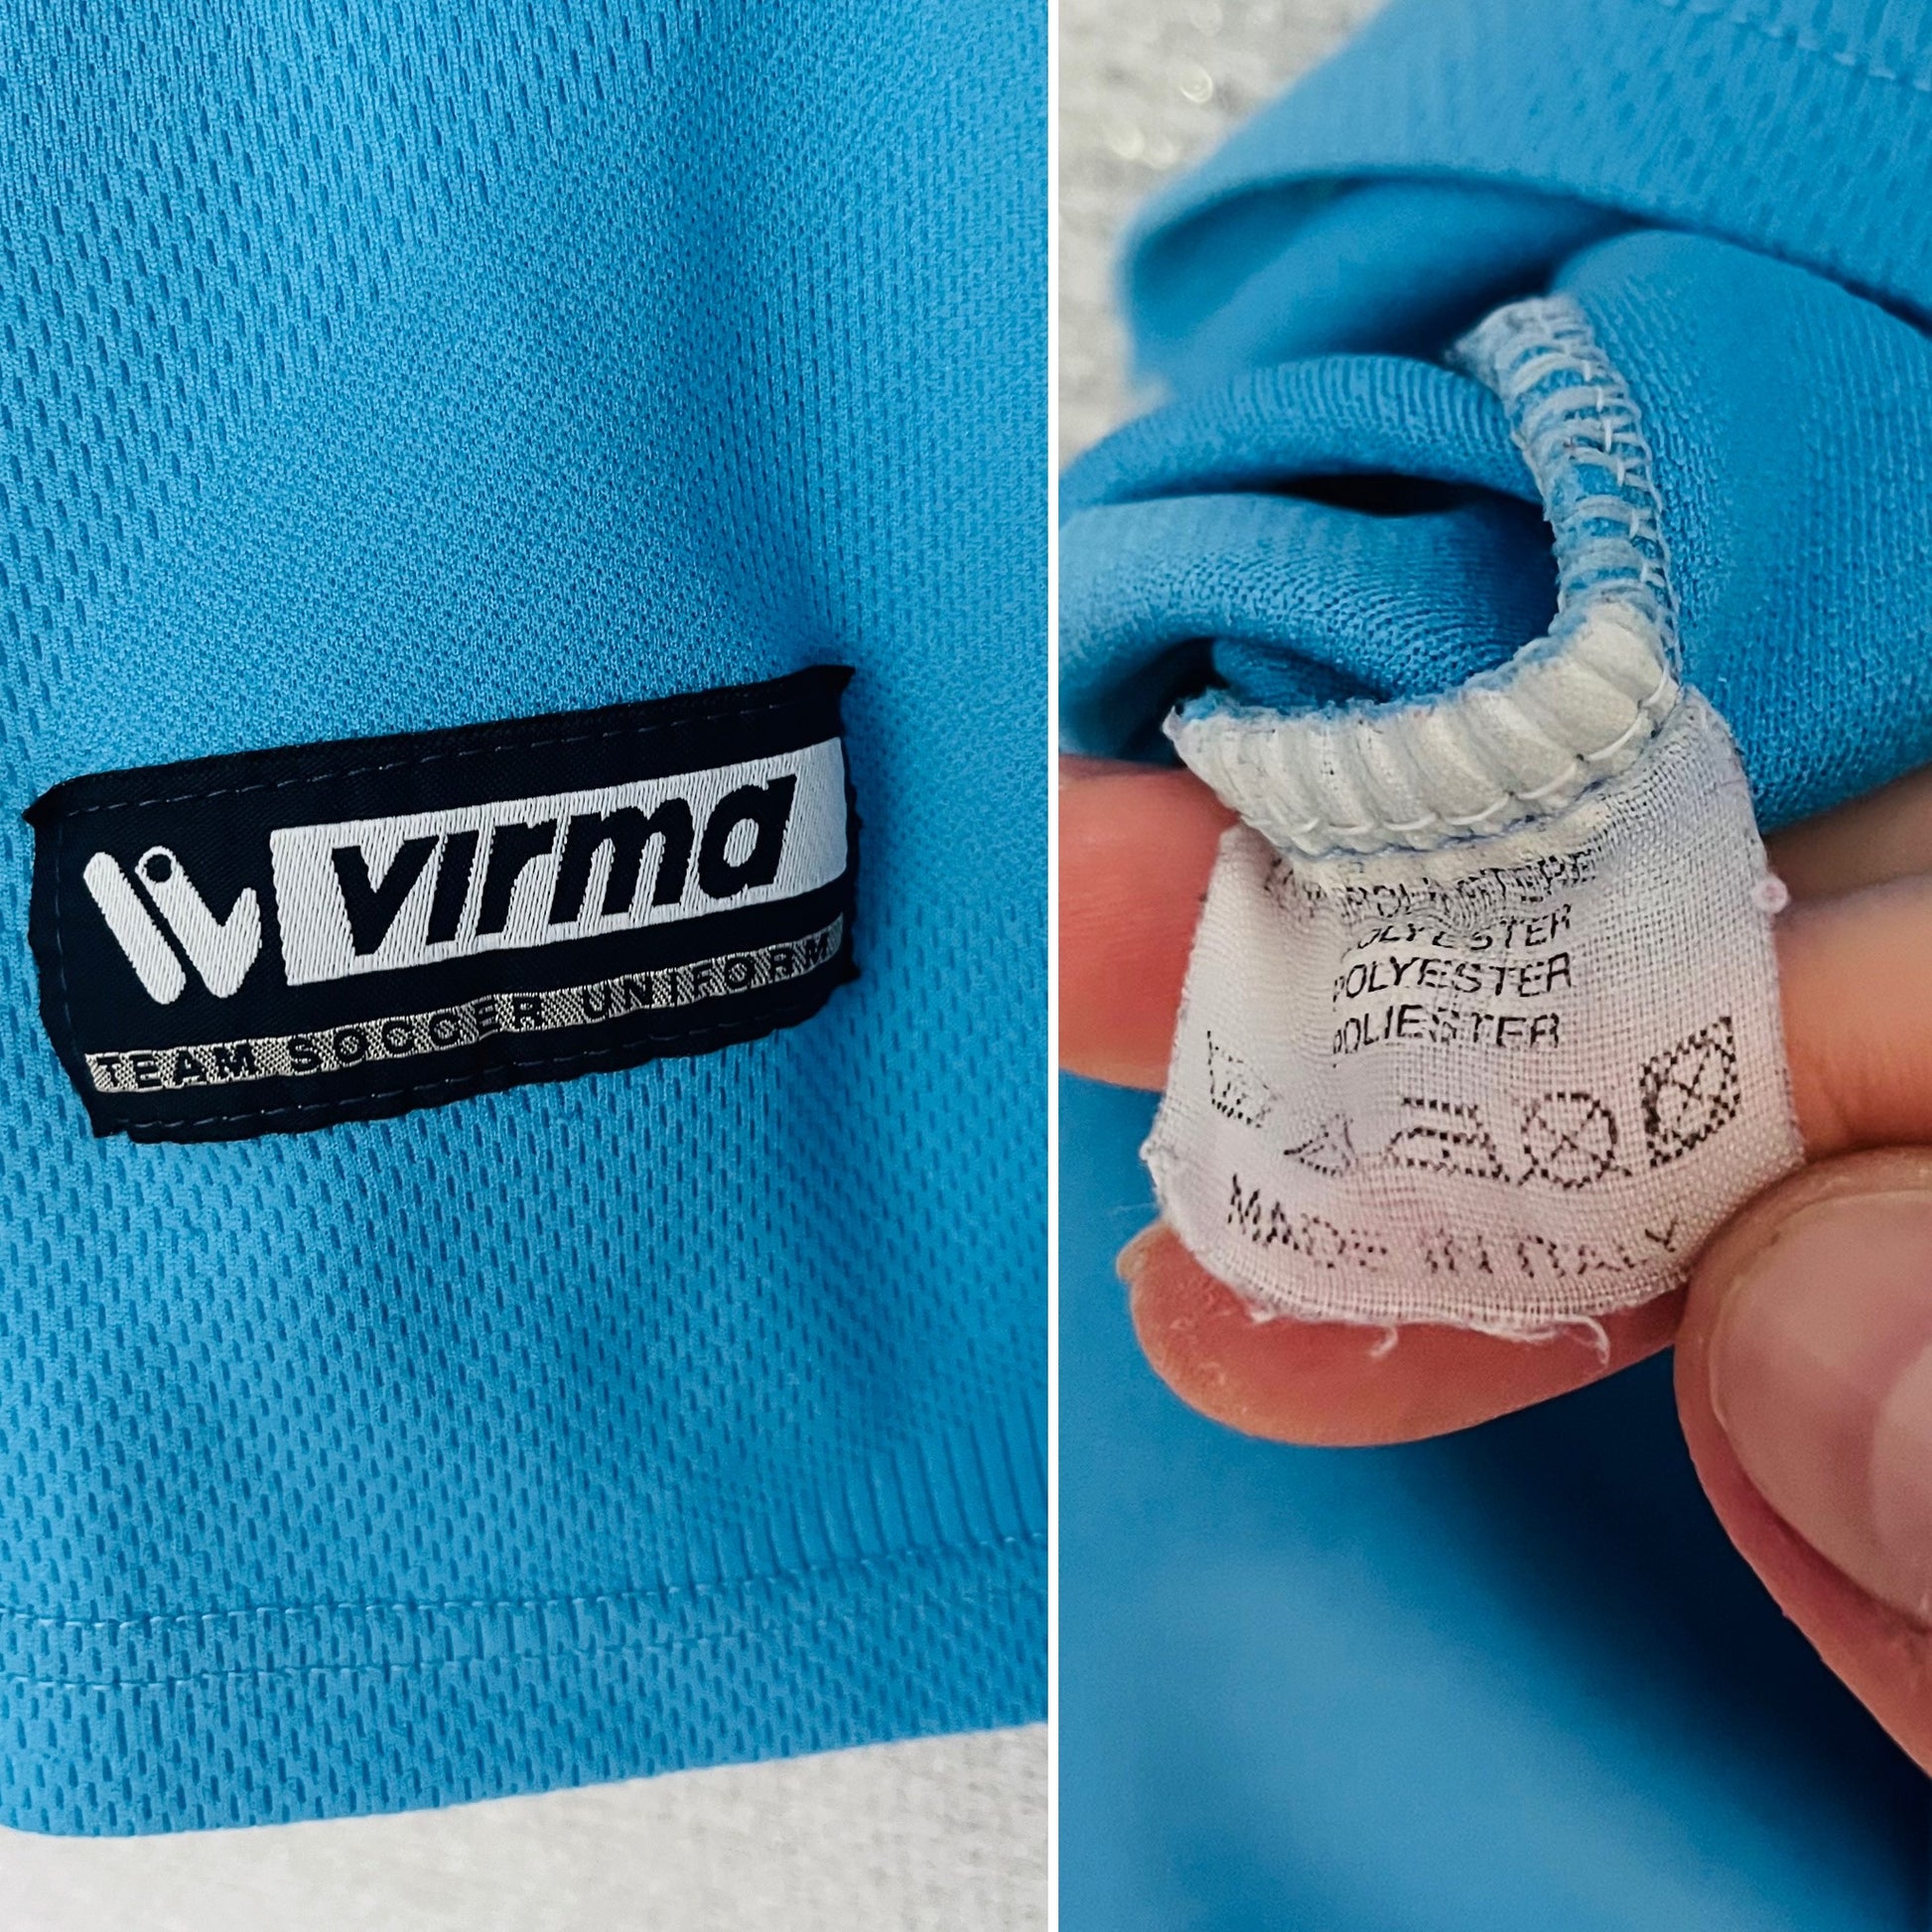 virma
TEAM SOCCER UNIFORM
POLYESTER
POLYESTER
POLIESTER
MADE IN ITALY